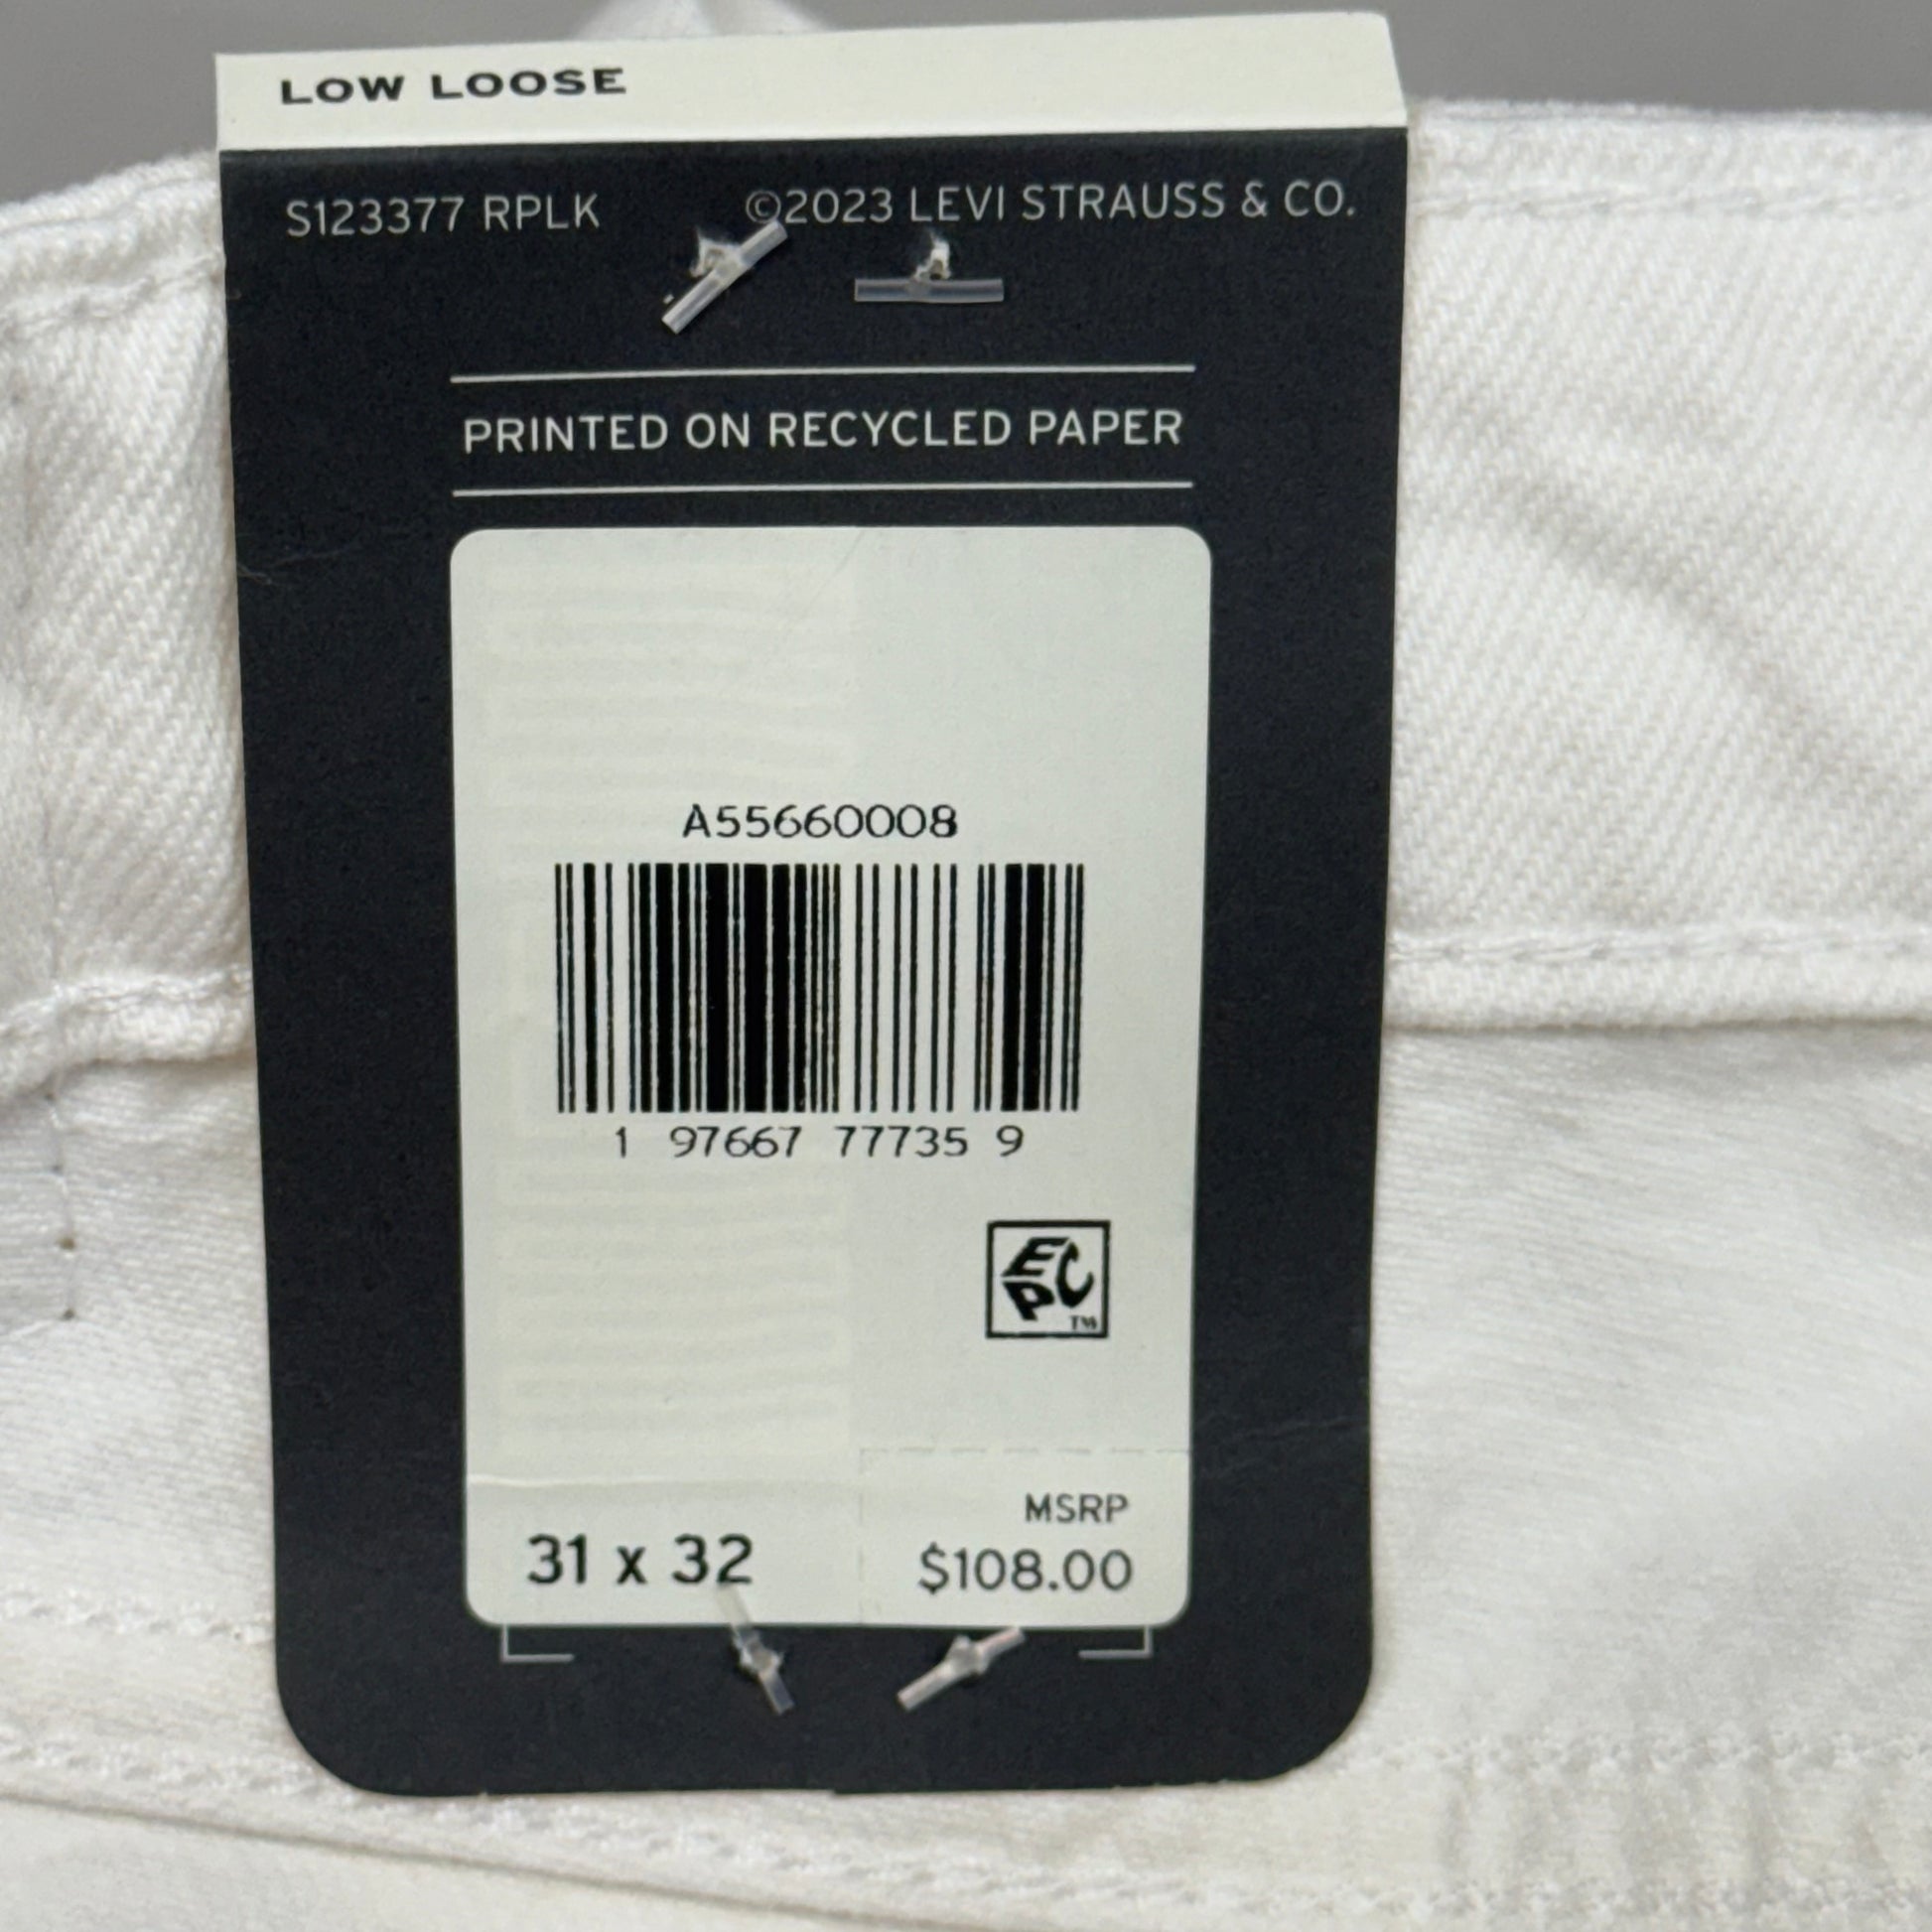 LOW LOOSE
S123377 RPLK ©2023 LEVI STRAUSS & CO.
PRINTED ON RECYCLED PAPER
A55660008
1 97667 77735 9
EPC TM
MSRP
31 x 32 $108.00